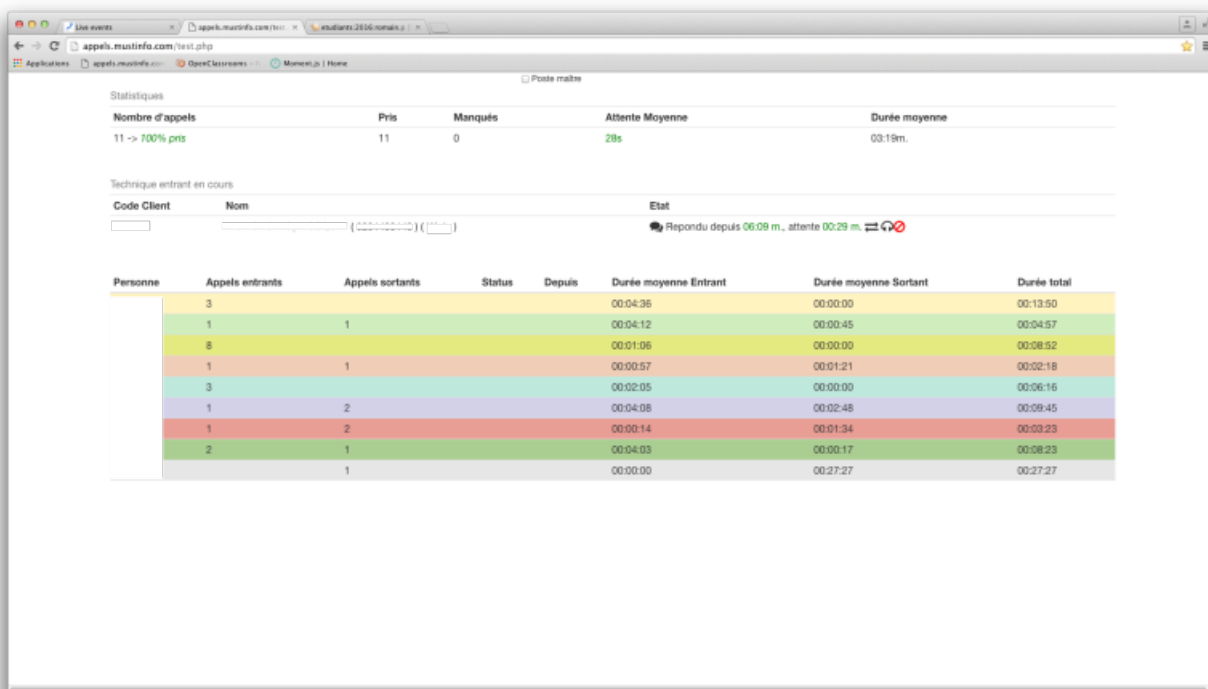 Live events appels.mustinfo.com/tes etudiants:2016:romain.
appels.mustinfo.com/test.php
Applications appels.mustinfo.co OpenClassrooms Moment.js | Home
Poste maître
Statistiques
Nombre d'appels Pris Manqués Attente Moyenne Durée moyenne
11 -> 100% pris 11 0 28s 03:19m.
Technique entrant en cours
Code Client Nom Etat
Repondu depuis 06:09 m., attente 00:29 m.
Personne Appels entrants Appels sortants Status Depuis Durée moyenne Entrant Durée moyenne Sortant Durée total
3 00:04:36 00:00:00 00:13:50
1 1 00:04:12 00:00:45 00:04:57
8 00:01:06 00:00:00 00:08:52
1 1 00:00:57 00:01:21 00:02:18
3 00:02:05 00:00:00 00:06:16
1 2 00:04:08 00:02:48 00:09:45
1 2 00:00:14 00:01:34 00:03:23
2 1 00:04:03 00:00:17 00:08:23
1 00:00:00 00:27:27 00:27:27